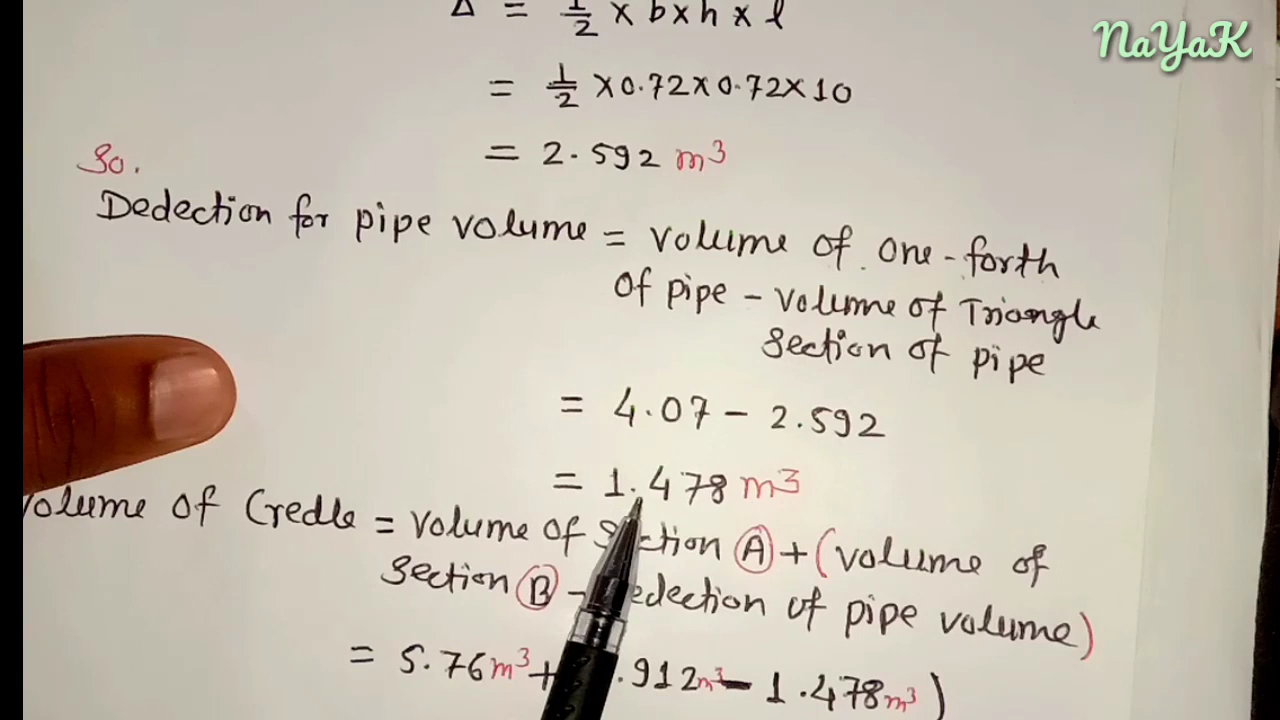 NaYaK
Δ = 1/2 × b × h × l
= 1/2 × 0.72 × 0.72 × 10
= 2.592 m³
So.
Dedection for pipe volume = volume of one-forth
of pipe - volume of Triangle
section of pipe
= 4.07 - 2.592
= 1.478 m³
volume of Credle = volume of section A + (volume of
section B - Dedection of pipe volume)
= 5.76 m³ + .912 m³ - 1.478 m³)